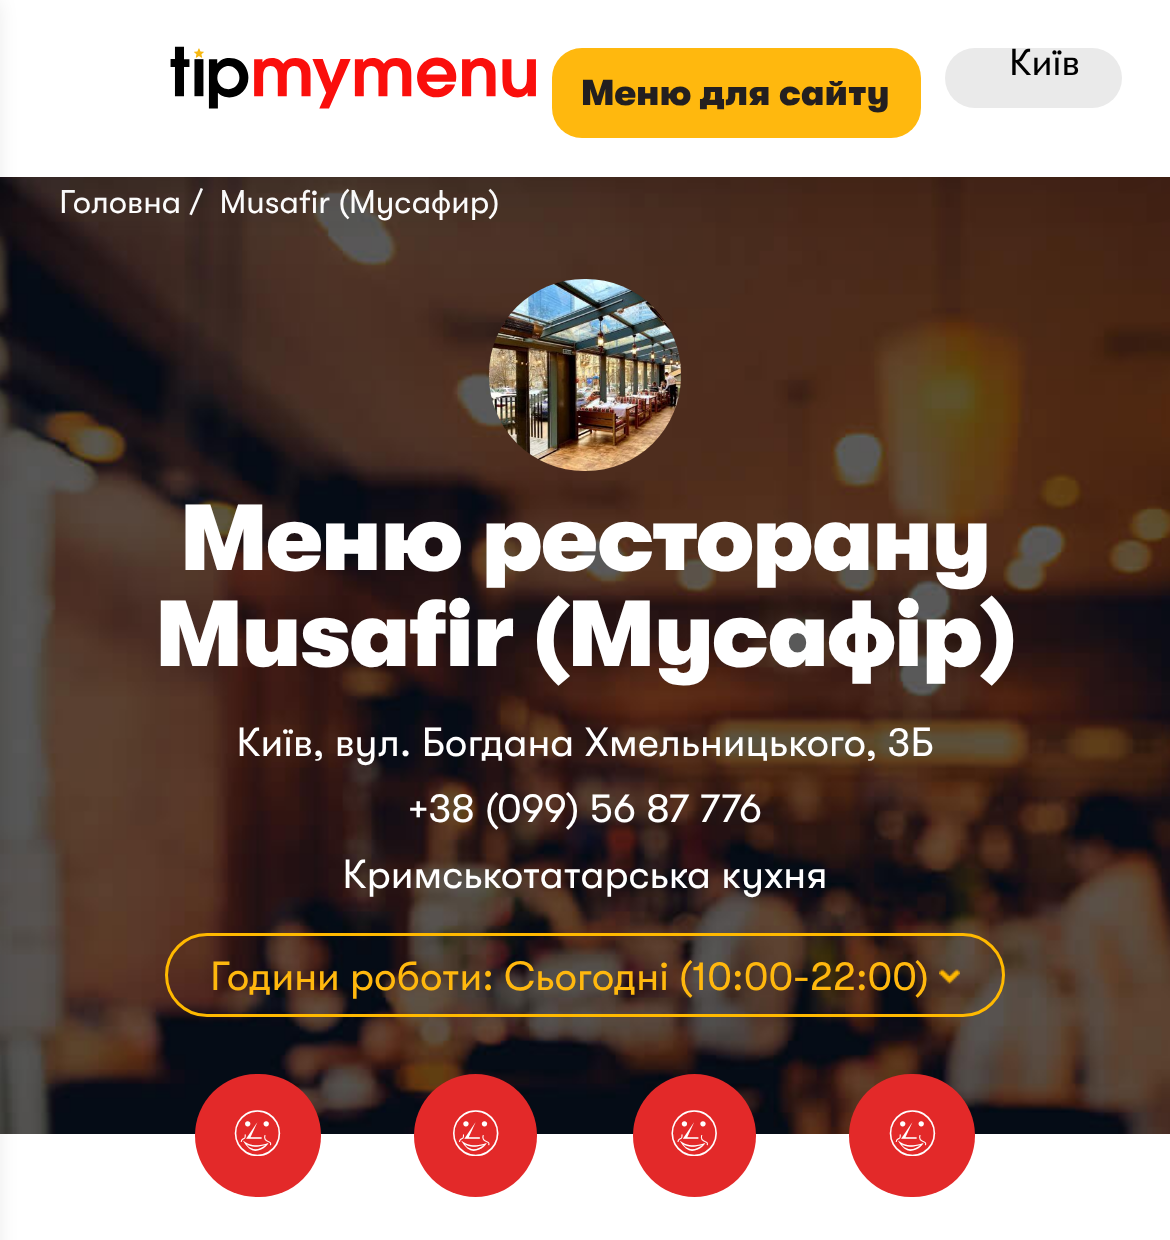 tipmymenu
Меню для сайту
Київ
Головна / Musafir (Мусафир)
Меню ресторану
Musafir (Мусафір)
Київ, вул. Богдана Хмельницького, 3Б
+38 (099) 56 87 776
Кримськотатарська кухня
Години роботи: Сьогодні (10:00-22:00)